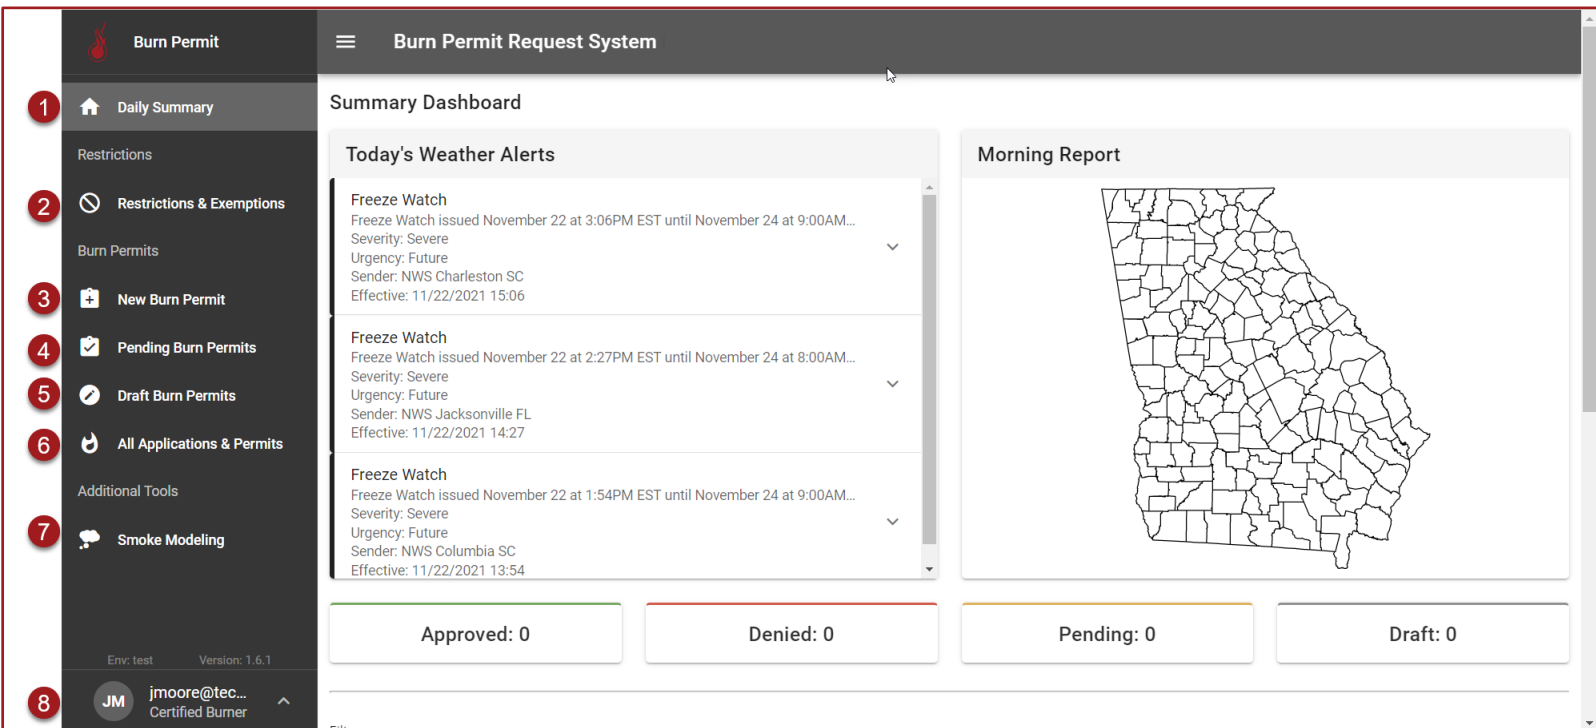 Burn Permit
Burn Permit Request System
1
Daily Summary
Restrictions
2
Restrictions & Exemptions
Burn Permits
3
New Burn Permit
4
Pending Burn Permits
5
Draft Burn Permits
6
All Applications & Permits
Additional Tools
7
Smoke Modeling
Env: test
Version: 1.6.1
8
JM
jmoore@tec...
Certified Burner
Summary Dashboard
Today's Weather Alerts
Freeze Watch
Freeze Watch issued November 22 at 3:06PM EST until November 24 at 9:00AM...
Severity: Severe
Urgency: Future
Sender: NWS Charleston SC
Effective: 11/22/2021 15:06
Freeze Watch
Freeze Watch issued November 22 at 2:27PM EST until November 24 at 8:00AM...
Severity: Severe
Urgency: Future
Sender: NWS Jacksonville FL
Effective: 11/22/2021 14:27
Freeze Watch
Freeze Watch issued November 22 at 1:54PM EST until November 24 at 9:00AM...
Severity: Severe
Urgency: Future
Sender: NWS Columbia SC
Effective: 11/22/2021 13:54
Morning Report
Approved: 0
Denied: 0
Pending: 0
Draft: 0